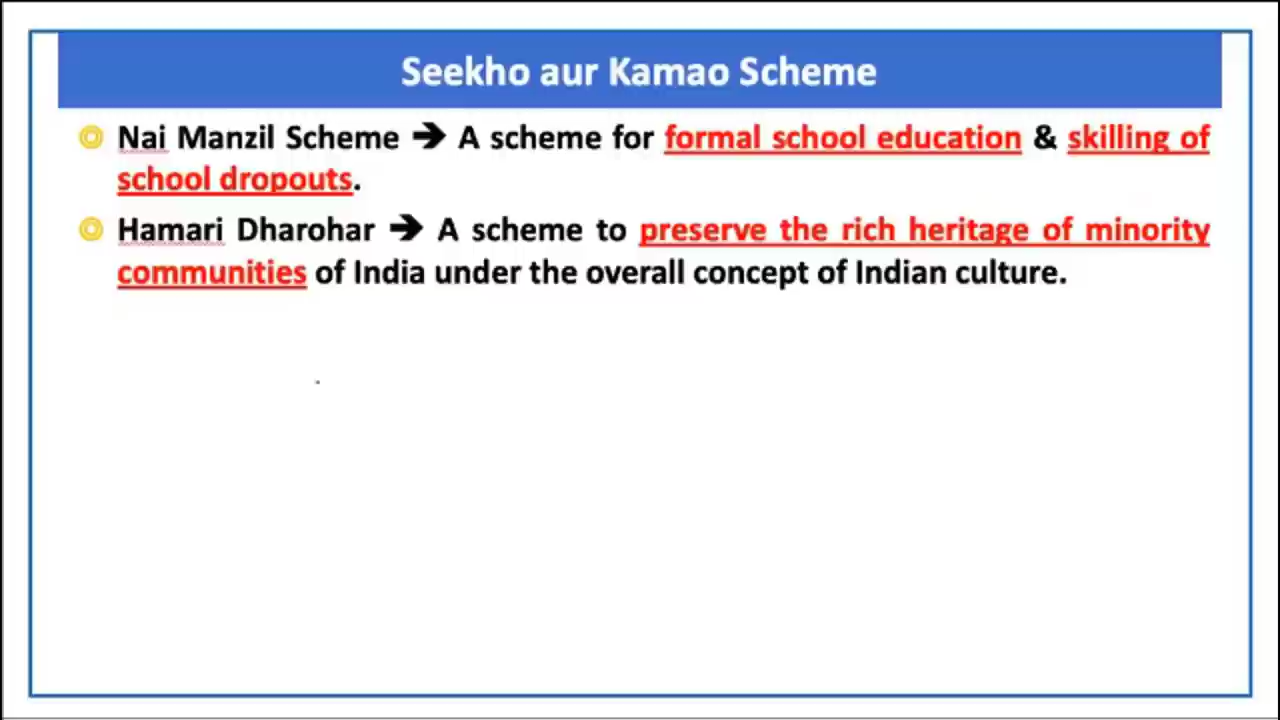 Seekho aur Kamao Scheme
Nai Manzil Scheme ➔ A scheme for formal school education & skilling of
school dropouts.
Hamari Dharohar ➔ A scheme to preserve the rich heritage of minority
communities of India under the overall concept of Indian culture.